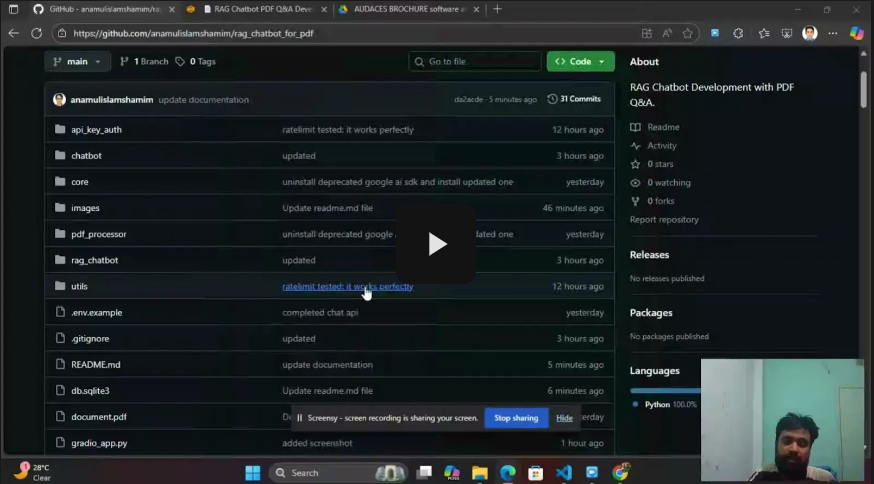 GitHub - anamulislamshamim/ra
RAG Chatbot PDF Q&A Deve
AUDACES BROCHURE software a
https://github.com/anamulislamshamim/rag_chatbot_for_pdf
main
1 Branch
0 Tags
Go to file
Code
About
RAG Chatbot Development with PDF
Q&A.
anamulislamshamim update documentation da2acde · 5 minutes ago 31 Commits
api_key_auth ratelimit tested: it works perfectly 12 hours ago
chatbot updated 3 hours ago
core uninstall deprecated google ai sdk and install updated one yesterday
images Update readme.md file 46 minutes ago
pdf_processor uninstall deprecated google dated one yesterday
rag_chatbot updated 3 hours ago
utils ratelimit tested: it works perfectly 12 hours ago
.env.example completed chat api yesterday
.gitignore updated 3 hours ago
README.md update documentation 5 minutes ago
db.sqlite3 Update readme.md file 6 minutes ago
document.pdf
gradio_app.py added screenshot 1 hour ago
Readme
Activity
0 stars
0 watching
0 forks
Report repository
Releases
No releases published
Packages
No packages published
Languages
Python 100.0%
Screensy - screen recording is sharing your screen. Stop sharing Hide
28°C
Clear
Search